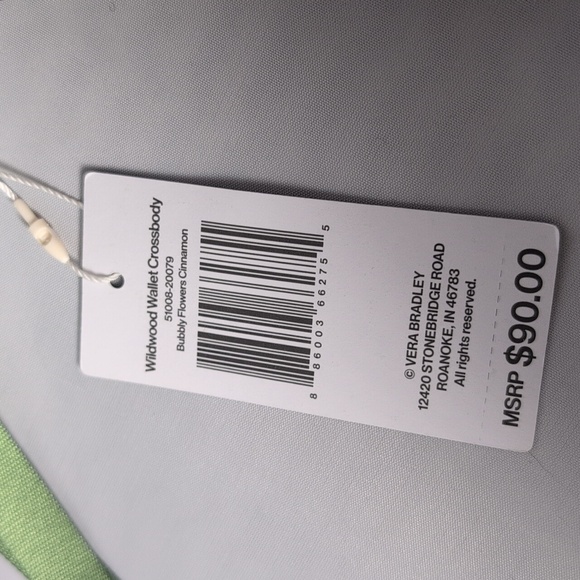 Wildwood Wallet Crossbody
51008-20079
Bubbly Flowers Cinnamon
8 86003 66275 5
© VERA BRADLEY
12420 STONEBRIDGE ROAD
ROANOKE, IN 46783
All rights reserved.
MSRP $90.00